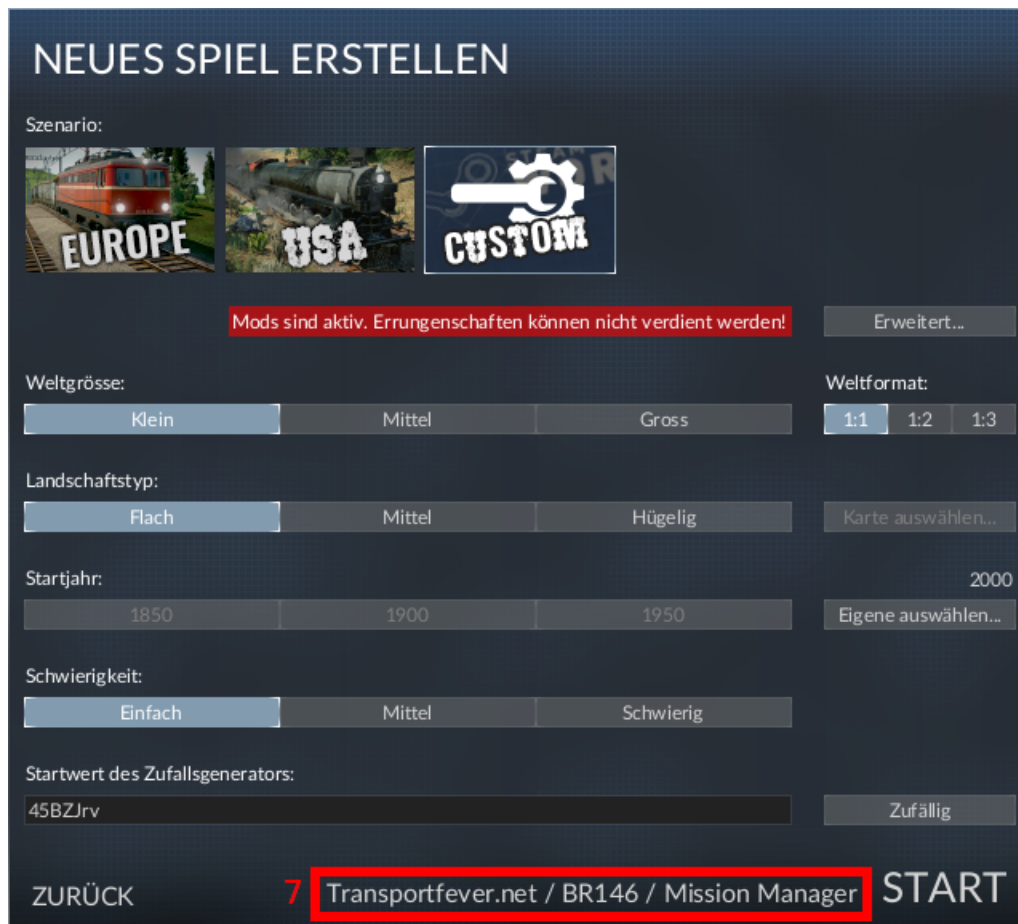 NEUES SPIEL ERSTELLEN
Szenario:
EUROPE
USA
CUSTOM
Mods sind aktiv. Errungenschaften können nicht verdient werden!
Erweitert...
Weltgrösse:
Weltformat:
Klein Mittel Gross
1:1 1:2 1:3
Landschaftstyp:
Flach Mittel Hügelig
Karte auswählen...
Startjahr:
2000
1850 1900 1950
Eigene auswählen...
Schwierigkeit:
Einfach Mittel Schwierig
Startwert des Zufallsgenerators:
45BZJrv
Zufällig
ZURÜCK
7
Transportfever.net / BR146 / Mission Manager
START